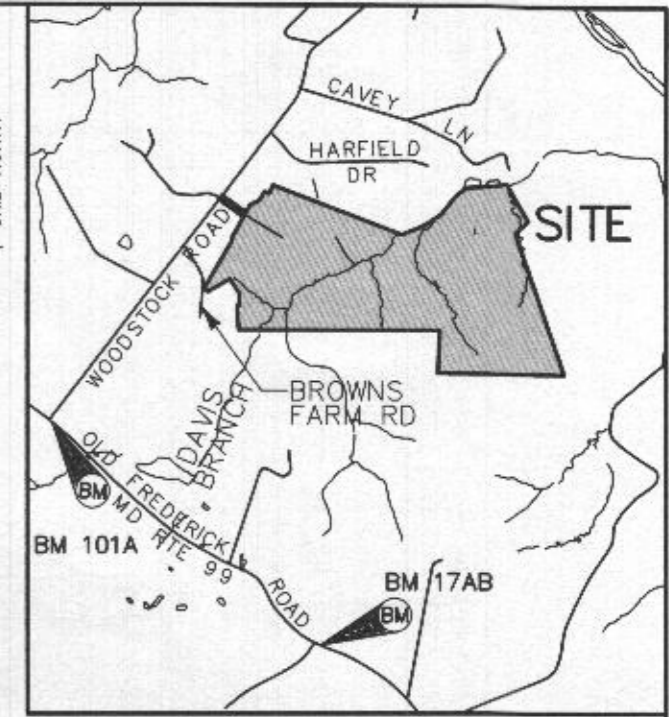 CAVEY
LN
HARFIELD
DR
SITE
D
WOODSTOCK ROAD
BROWNS
FARM RD
DAVIS
BRANCH
OLD FREDERICK ROAD
MD RTE 99
BM
BM 101A
BM 17AB
BM